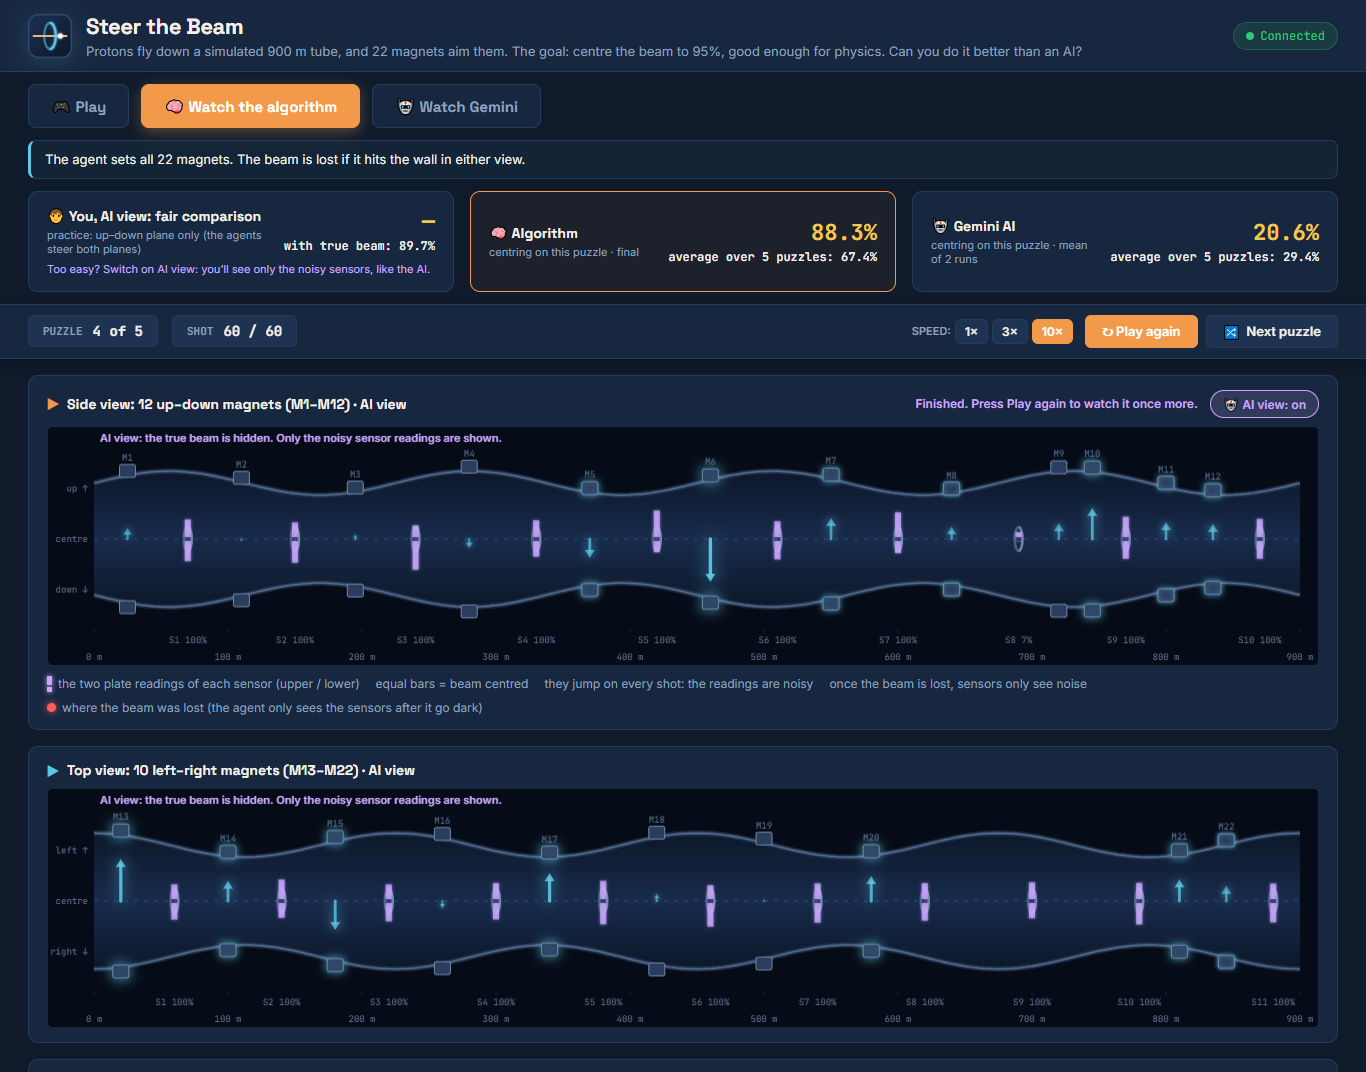 Steer the Beam
Protons fly down a simulated 900 m tube, and 22 magnets aim them. The goal: centre the beam to 95%, good enough for physics. Can you do it better than an AI?
Connected
Play
Watch the algorithm
Watch Gemini
The agent sets all 22 magnets. The beam is lost if it hits the wall in either view.
You, AI view: fair comparison
practice: up–down plane only (the agents
steer both planes)
—
with true beam: 89.7%
Too easy? Switch on AI view: you'll see only the noisy sensors, like the AI.
Algorithm
centring on this puzzle · final
88.3%
average over 5 puzzles: 67.4%
Gemini AI
centring on this puzzle · mean
of 2 runs
20.6%
average over 5 puzzles: 29.4%
PUZZLE 4 of 5
SHOT 60 / 60
SPEED: 1× 3× 10×
↻ Play again
Next puzzle
Side view: 12 up–down magnets (M1–M12) · AI view
Finished. Press Play again to watch it once more.
AI view: on
AI view: the true beam is hidden. Only the noisy sensor readings are shown.
M1 M2 M3 M4 M5 M6 M7 M8 M9 M10 M11 M12
up ↑
centre
down ↓
S1 100% S2 100% S3 100% S4 100% S5 100% S6 100% S7 100% S8 7% S9 100% S10 100%
0 m 100 m 200 m 300 m 400 m 500 m 600 m 700 m 800 m 900 m
the two plate readings of each sensor (upper / lower) equal bars = beam centred they jump on every shot: the readings are noisy once the beam is lost, sensors only see noise
where the beam was lost (the agent only sees the sensors after it go dark)
Top view: 10 left–right magnets (M13–M22) · AI view
AI view: the true beam is hidden. Only the noisy sensor readings are shown.
M13 M14 M15 M16 M17 M18 M19 M20 M21 M22
left ↑
centre
right ↓
S1 100% S2 100% S3 100% S4 100% S5 100% S6 100% S7 100% S8 100% S9 100% S10 100% S11 100%
0 m 100 m 200 m 300 m 400 m 500 m 600 m 700 m 800 m 900 m